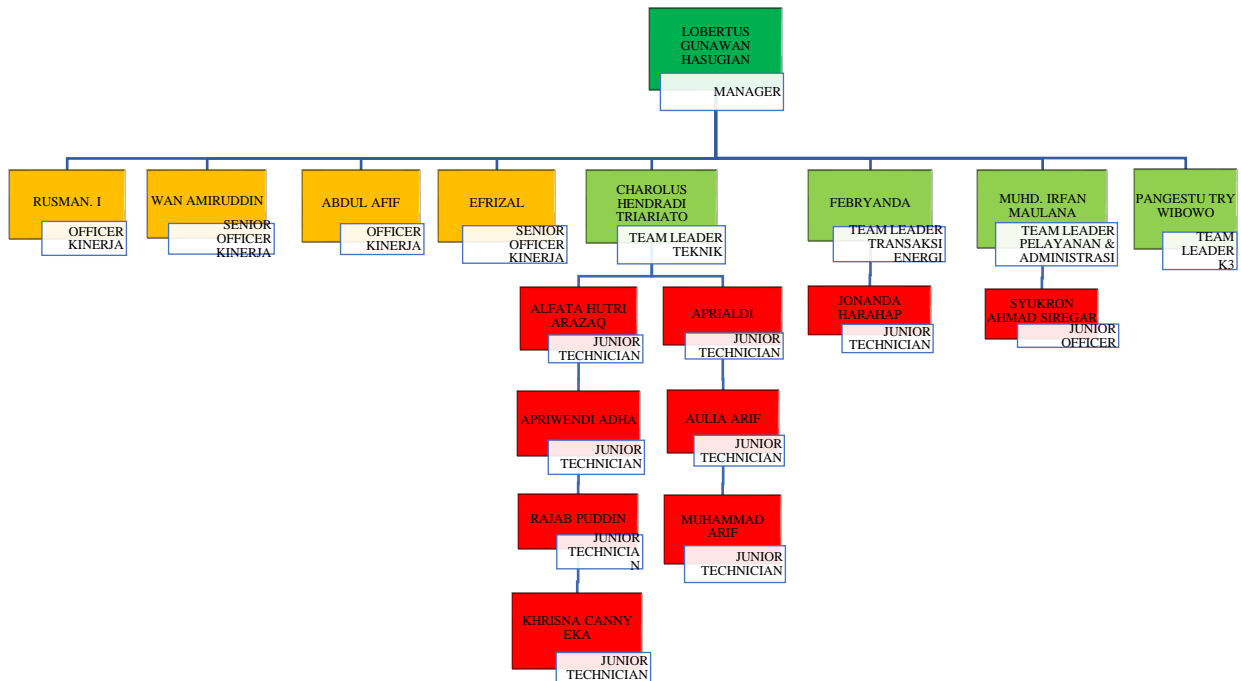 LOBERTUS
GUNAWAN
HASUGIAN
MANAGER
RUSMAN. I
OFFICER
KINERJA
WAN AMIRUDDIN
SENIOR
OFFICER
KINERJA
ABDUL AFIF
OFFICER
KINERJA
EFRIZAL
SENIOR
OFFICER
KINERJA
CHAROLUS
HENDRADI
TRIARIATO
TEAM LEADER
TEKNIK
FEBRYANDA
TEAM LEADER
TRANSAKSI
ENERGI
MUHD. IRFAN
MAULANA
TEAM LEADER
PELAYANAN &
ADMINISTRASI
PANGESTU TRY
WIBOWO
TEAM
LEADER
K3
ALFATA HUTRI
ARAZAQ
JUNIOR
TECHNICIAN
APRIALDI
JUNIOR
TECHNICIAN
JONANDA
HARAHAP
JUNIOR
TECHNICIAN
SYUKRON
AHMAD SIREGAR
JUNIOR
OFFICER
APRIWENDI ADHA
JUNIOR
TECHNICIAN
AULIA ARIF
JUNIOR
TECHNICIAN
RAJAB PUDDIN
JUNIOR
TECHNICIA
N
MUHAMMAD
ARIF
JUNIOR
TECHNICIAN
KHRISNA CANNY
EKA
JUNIOR
TECHNICIAN